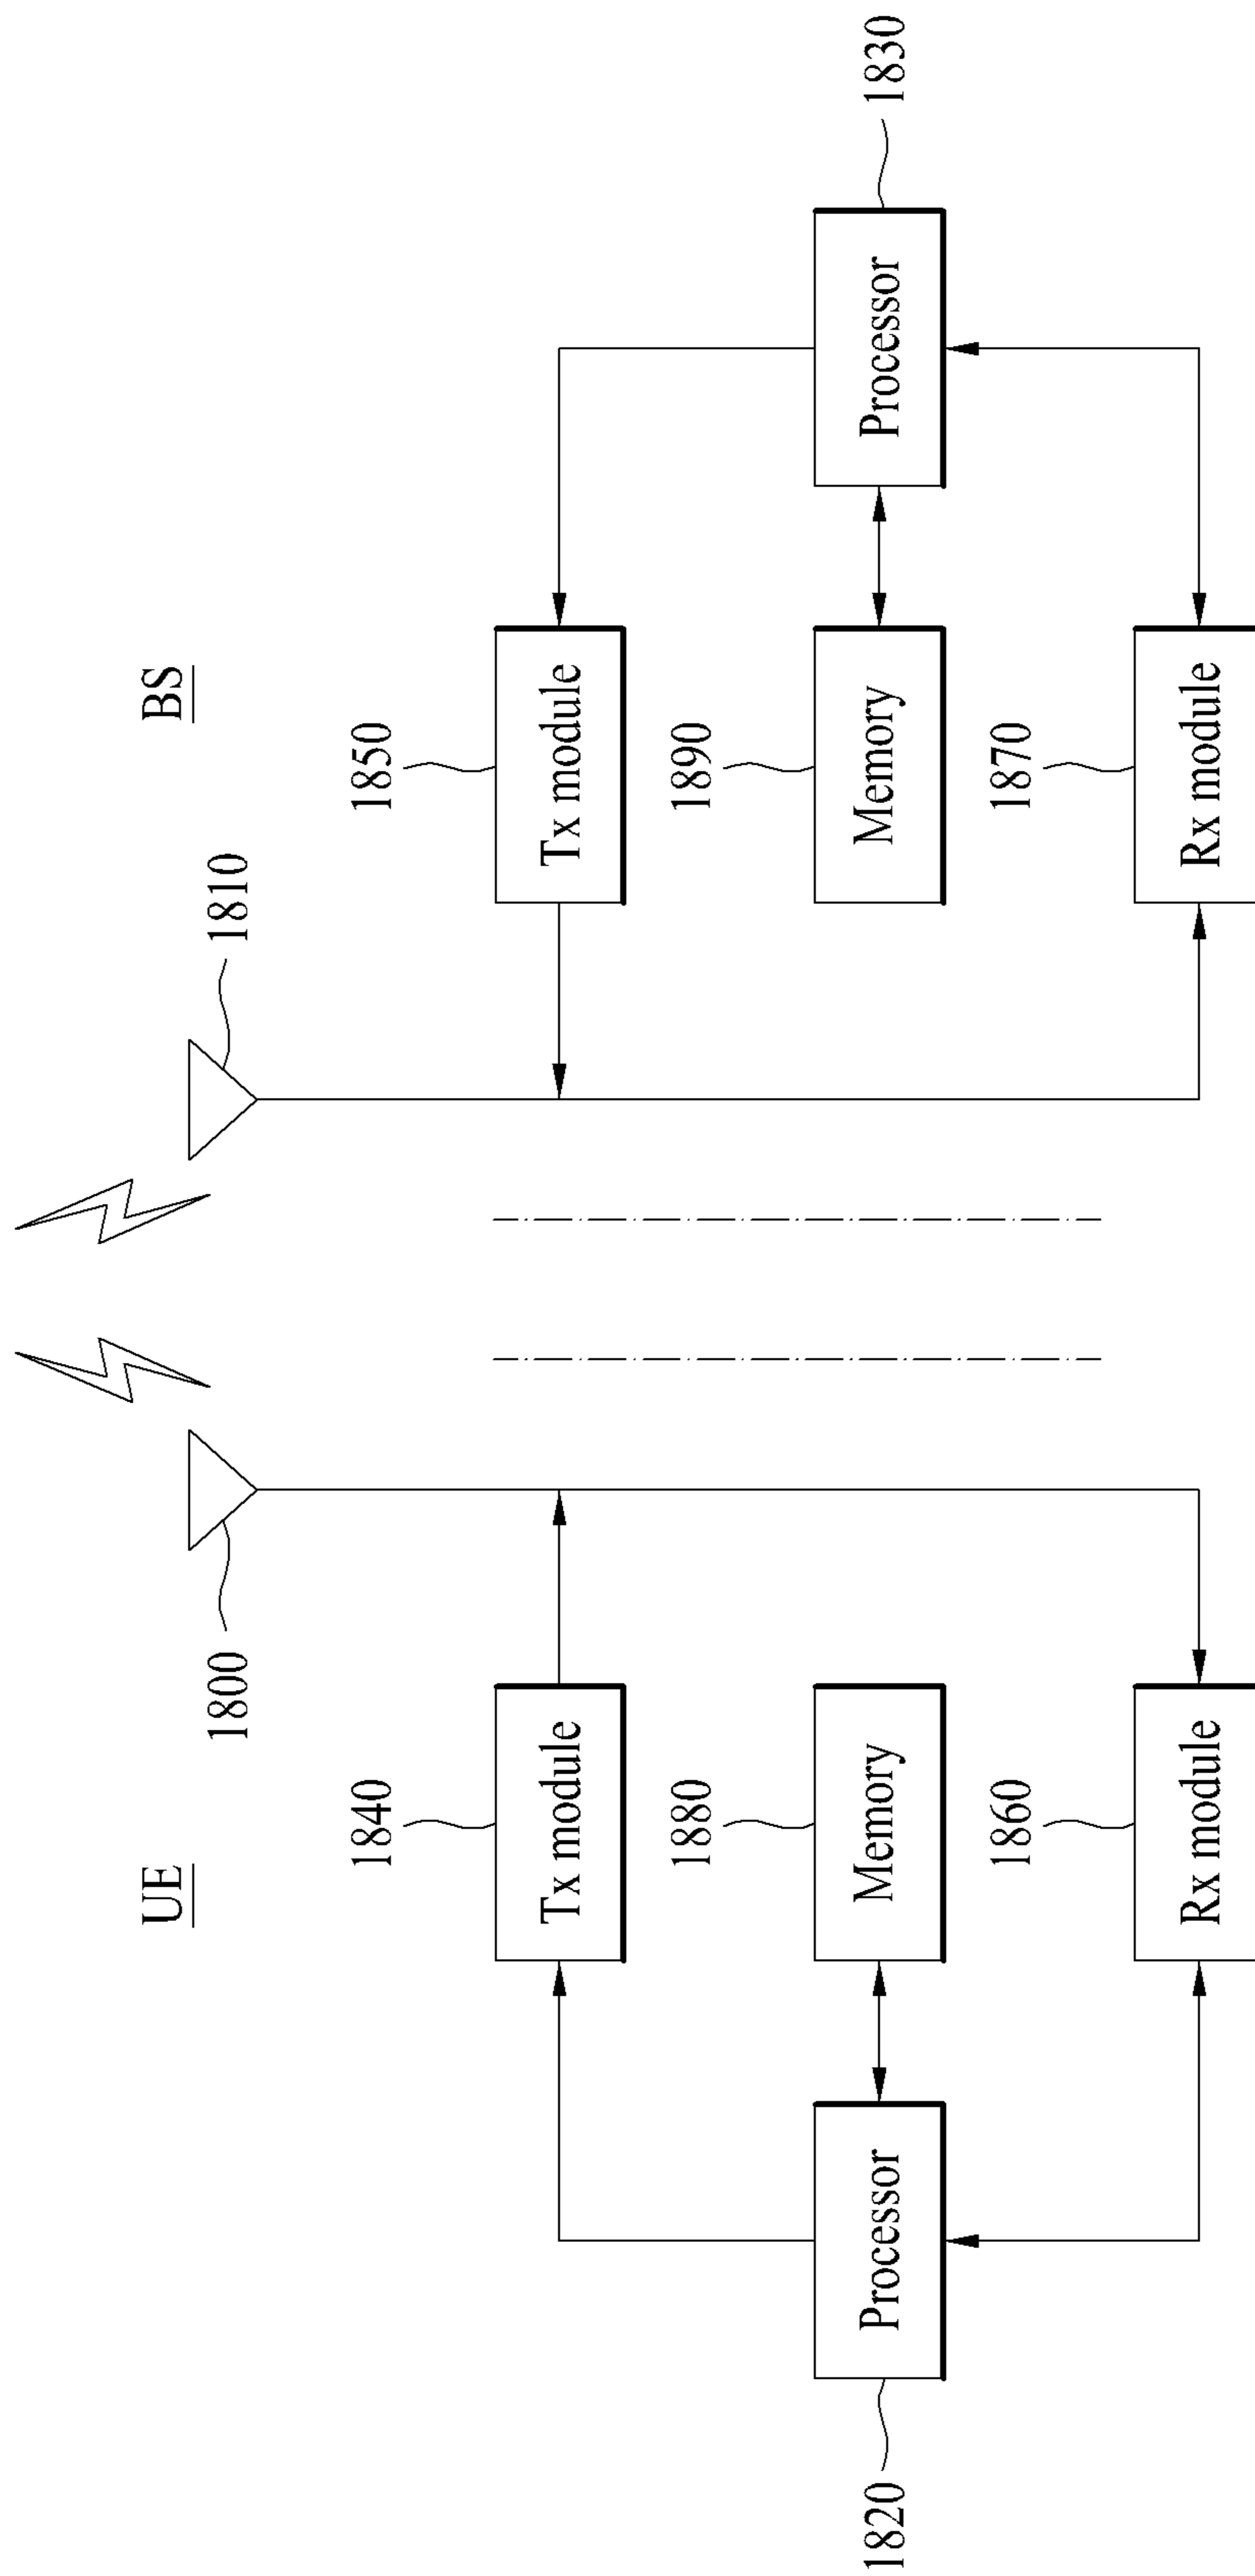 UE
BS
1800
1810
1840
Tx module
1850
Tx module
1820
Processor
1880
Memory
1890
Memory
Processor
1830
1860
Rx module
1870
Rx module